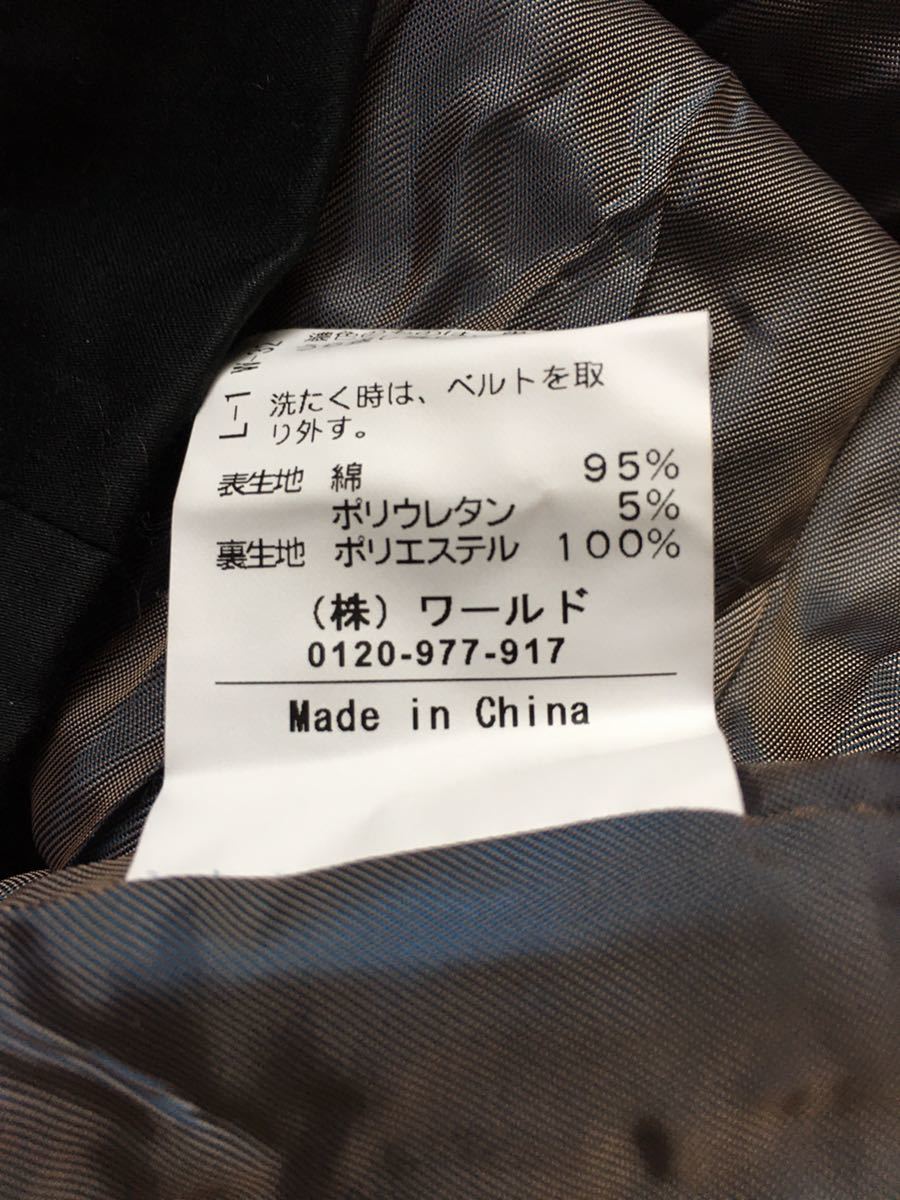 洗たく時は、ベルトを取
り外す。
L-1
表生地 綿 95%
ポリウレタン 5%
裏生地 ポリエステル 100%
(株) ワールド
0120-977-917
Made in China